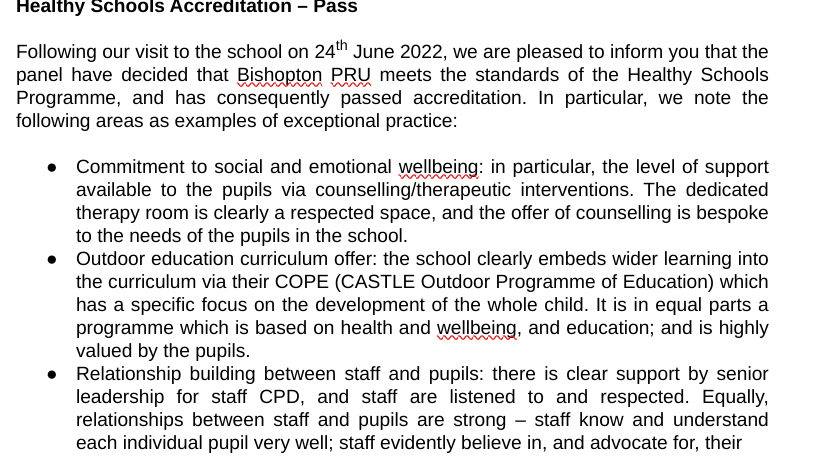 Healthy Schools Accreditation – Pass
Following our visit to the school on 24th June 2022, we are pleased to inform you that the
panel have decided that Bishopton PRU meets the standards of the Healthy Schools
Programme, and has consequently passed accreditation. In particular, we note the
following areas as examples of exceptional practice:
● Commitment to social and emotional wellbeing: in particular, the level of support
available to the pupils via counselling/therapeutic interventions. The dedicated
therapy room is clearly a respected space, and the offer of counselling is bespoke
to the needs of the pupils in the school.
● Outdoor education curriculum offer: the school clearly embeds wider learning into
the curriculum via their COPE (CASTLE Outdoor Programme of Education) which
has a specific focus on the development of the whole child. It is in equal parts a
programme which is based on health and wellbeing, and education; and is highly
valued by the pupils.
● Relationship building between staff and pupils: there is clear support by senior
leadership for staff CPD, and staff are listened to and respected. Equally,
relationships between staff and pupils are strong – staff know and understand
each individual pupil very well; staff evidently believe in, and advocate for, their